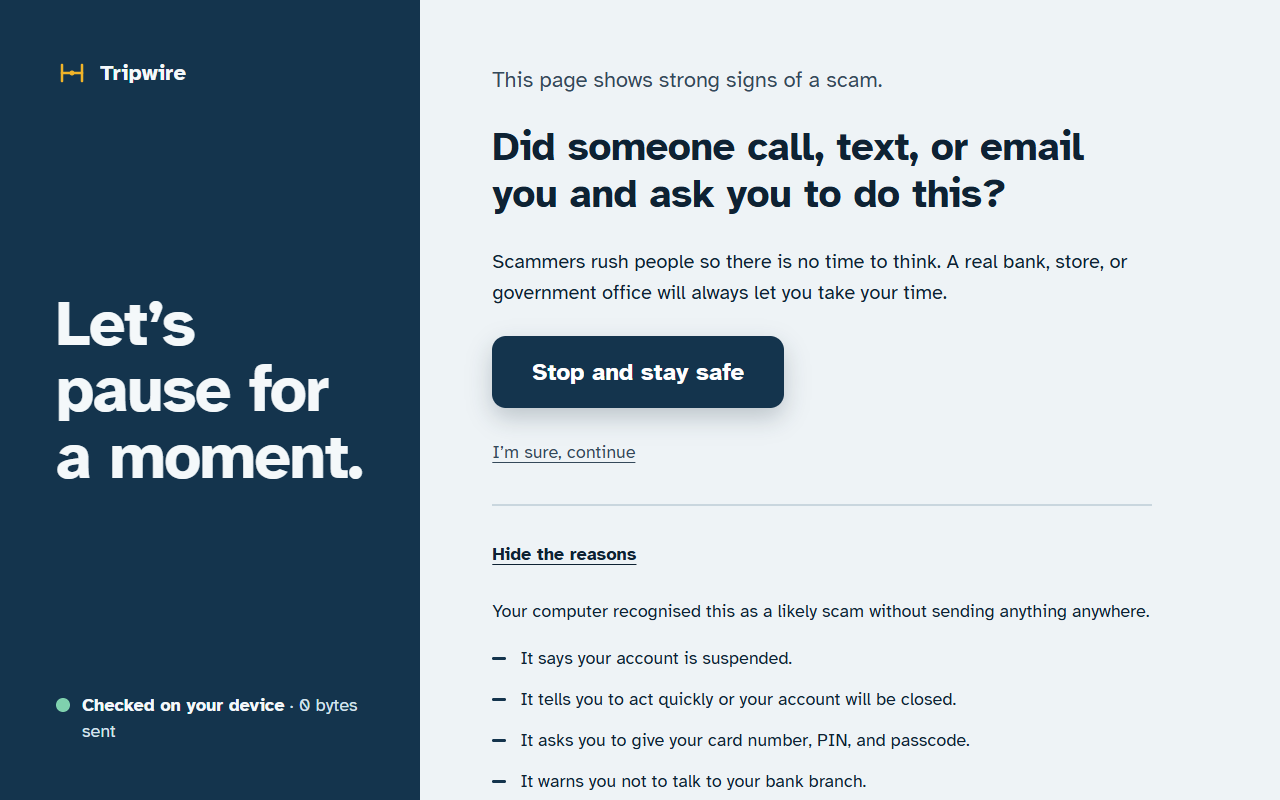 Tripwire
Let’s
pause for
a moment.
Checked on your device · 0 bytes
sent
This page shows strong signs of a scam.
Did someone call, text, or email
you and ask you to do this?
Scammers rush people so there is no time to think. A real bank, store, or
government office will always let you take your time.
Stop and stay safe
I’m sure, continue
Hide the reasons
Your computer recognised this as a likely scam without sending anything anywhere.
It says your account is suspended.
It tells you to act quickly or your account will be closed.
It asks you to give your card number, PIN, and passcode.
It warns you not to talk to your bank branch.